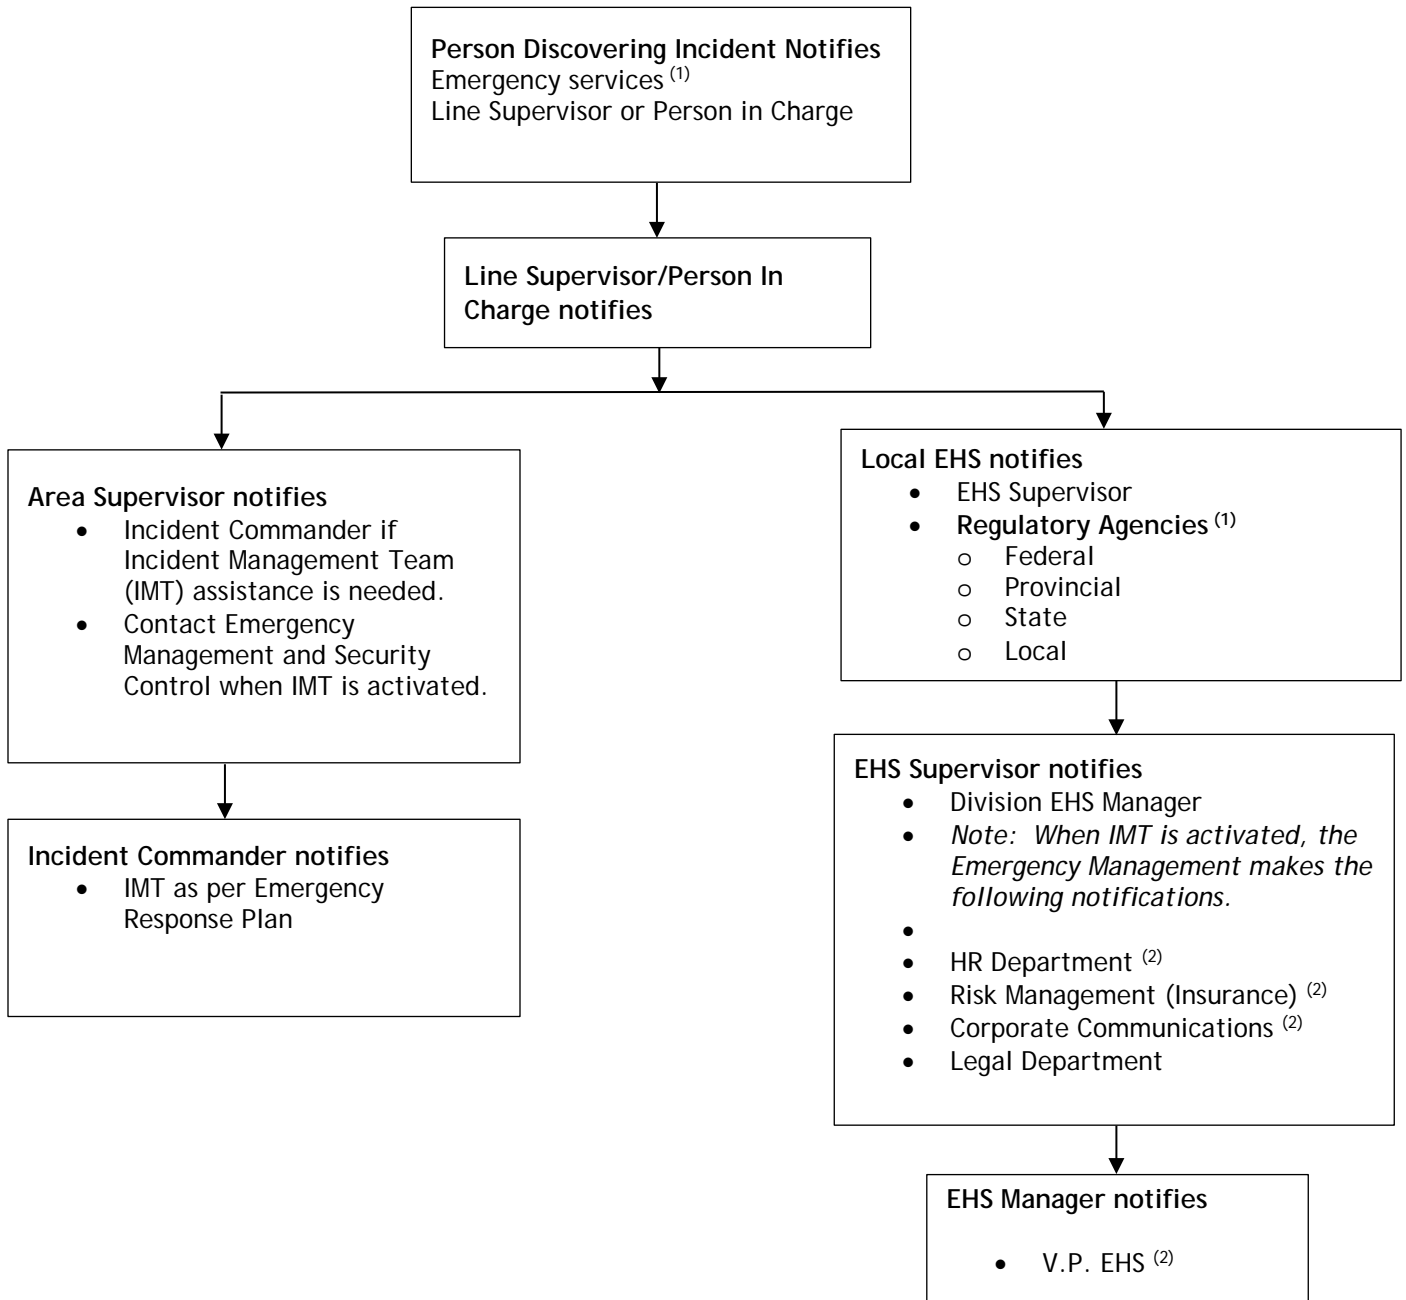 Person Discovering Incident Notifies
Emergency services (1)
Line Supervisor or Person in Charge
Line Supervisor/Person In
Charge notifies
Area Supervisor notifies
• Incident Commander if
Incident Management Team
(IMT) assistance is needed.
• Contact Emergency
Management and Security
Control when IMT is activated.
Incident Commander notifies
• IMT as per Emergency
Response Plan
Local EHS notifies
• EHS Supervisor
• Regulatory Agencies (1)
o Federal
o Provincial
o State
o Local
EHS Supervisor notifies
• Division EHS Manager
• Note: When IMT is activated, the
Emergency Management makes the
following notifications.
•
• HR Department (2)
• Risk Management (Insurance) (2)
• Corporate Communications (2)
• Legal Department
EHS Manager notifies
• V.P. EHS (2)